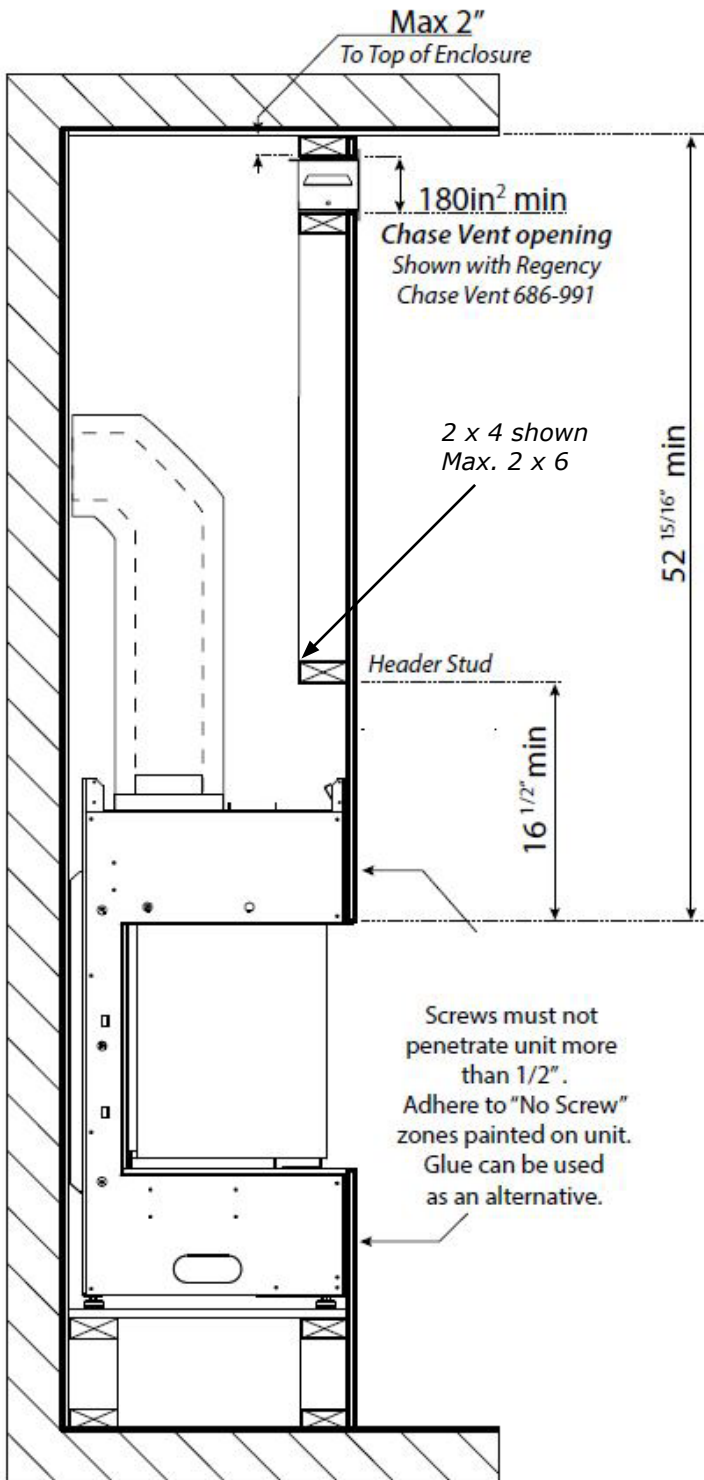 Max 2"
To Top of Enclosure
180in² min
Chase Vent opening
Shown with Regency
Chase Vent 686-991
2 x 4 shown
Max. 2 x 6
52 15/16" min
Header Stud
16 1/2" min
Screws must not
penetrate unit more
than 1/2".
Adhere to "No Screw"
zones painted on unit.
Glue can be used
as an alternative.